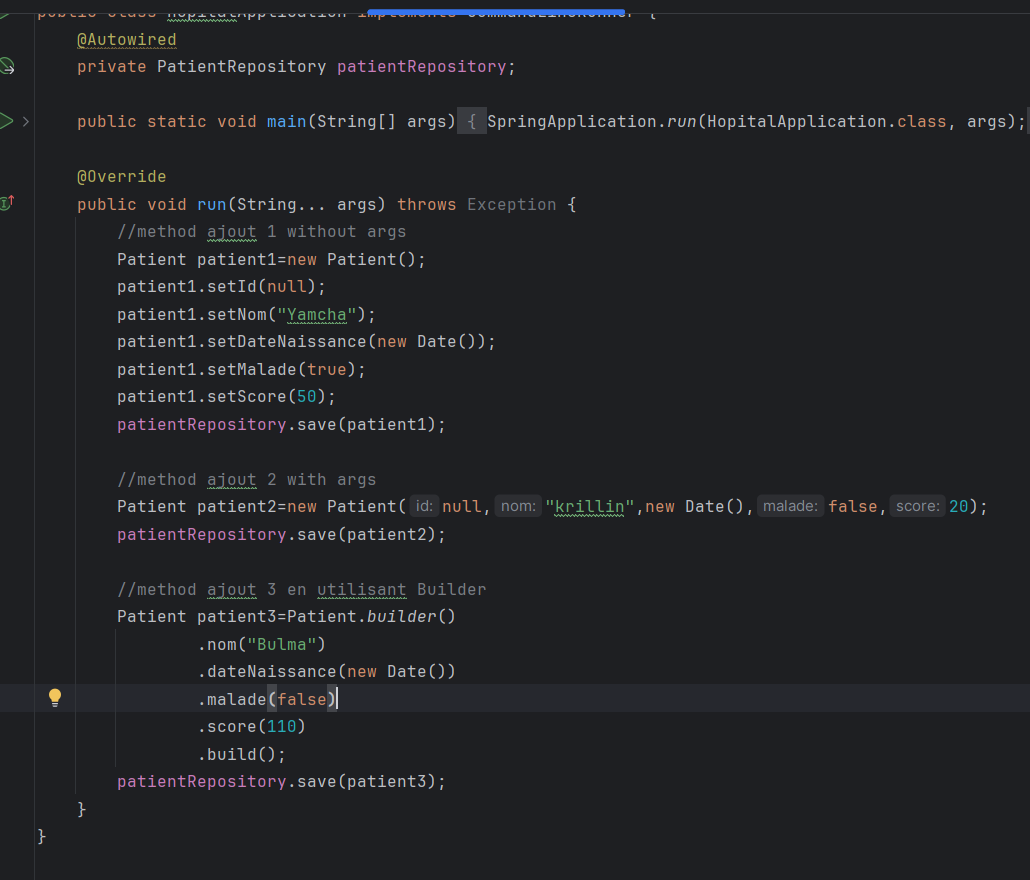 public class HopitalApplication implements CommandLineRunner {
@Autowired
private PatientRepository patientRepository;
public static void main(String[] args) { SpringApplication.run(HopitalApplication.class, args);
@Override
public void run(String... args) throws Exception {
//method ajout 1 without args
Patient patient1=new Patient();
patient1.setId(null);
patient1.setNom("Yamcha");
patient1.setDateNaissance(new Date());
patient1.setMalade(true);
patient1.setScore(50);
patientRepository.save(patient1);
//method ajout 2 with args
Patient patient2=new Patient( id: null, nom: "krillin",new Date(), malade: false, score: 20);
patientRepository.save(patient2);
//method ajout 3 en utilisant Builder
Patient patient3=Patient.builder()
.nom("Bulma")
.dateNaissance(new Date())
.malade(false)
.score(110)
.build();
patientRepository.save(patient3);
}
}